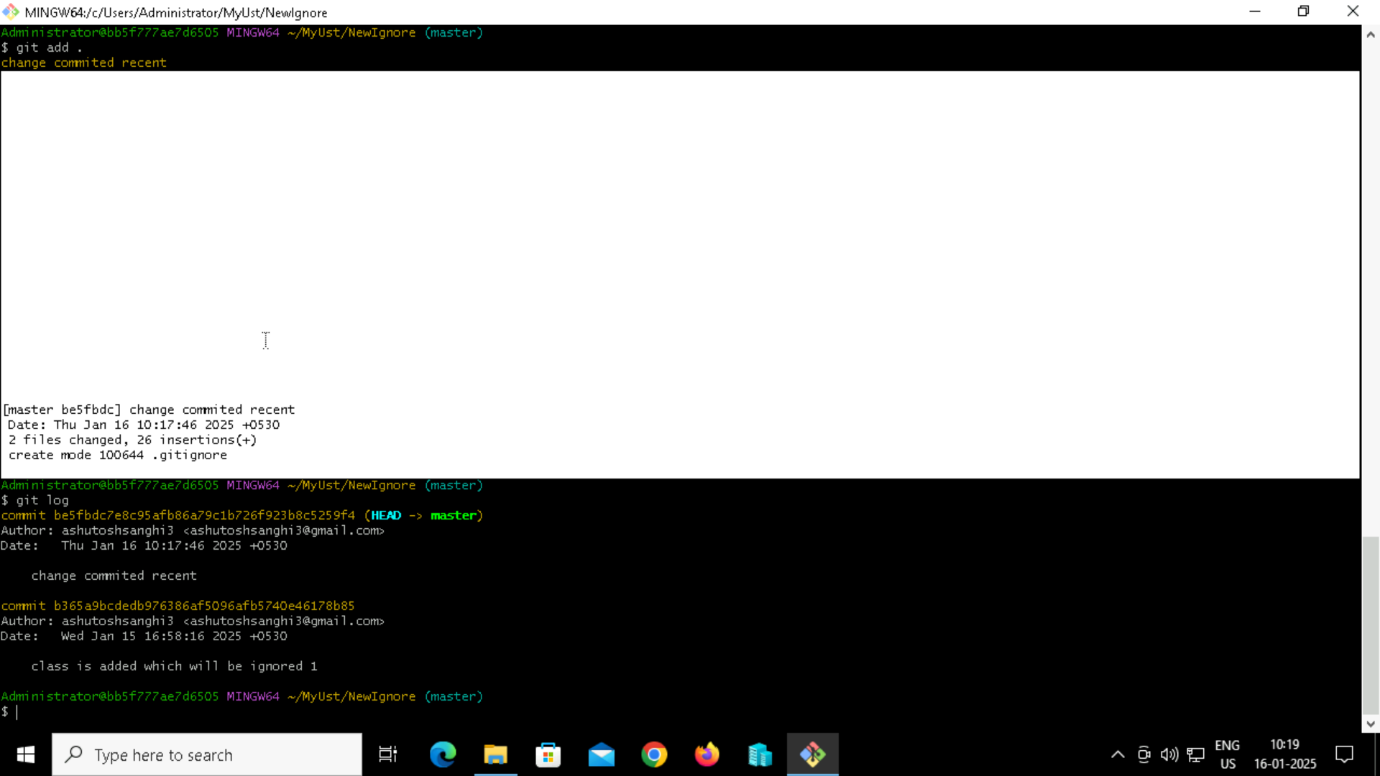 MINGW64:/c/Users/Administrator/MyUst/NewIgnore
Administrator@bb5f777ae7d6505 MINGW64 ~/MyUst/NewIgnore (master)
$ git add .
change commited recent
[master be5fbdc] change commited recent
Date: Thu Jan 16 10:17:46 2025 +0530
2 files changed, 26 insertions(+)
create mode 100644 .gitignore
Administrator@bb5f777ae7d6505 MINGW64 ~/MyUst/NewIgnore (master)
$ git log
commit be5fbdc7e8c95afb86a79c1b726f923b8c5259f4 (HEAD -> master)
Author: ashutoshsanghi3 <ashutoshsanghi3@gmail.com>
Date:   Thu Jan 16 10:17:46 2025 +0530
change commited recent
commit b365a9bcdedb976386af5096afb5740e46178b85
Author: ashutoshsanghi3 <ashutoshsanghi3@gmail.com>
Date:   Wed Jan 15 16:58:16 2025 +0530
class is added which will be ignored 1
Administrator@bb5f777ae7d6505 MINGW64 ~/MyUst/NewIgnore (master)
$
Type here to search
ENG
US
10:19
16-01-2025